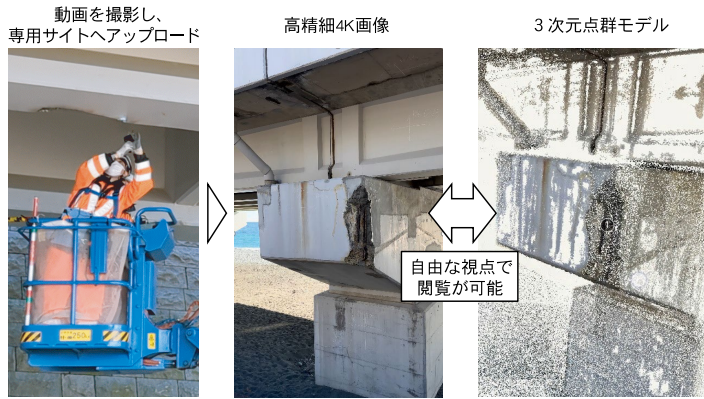 動画を撮影し、
専用サイトへアップロード
高精細4K画像
３次元点群モデル
自由な視点で
閲覧が可能